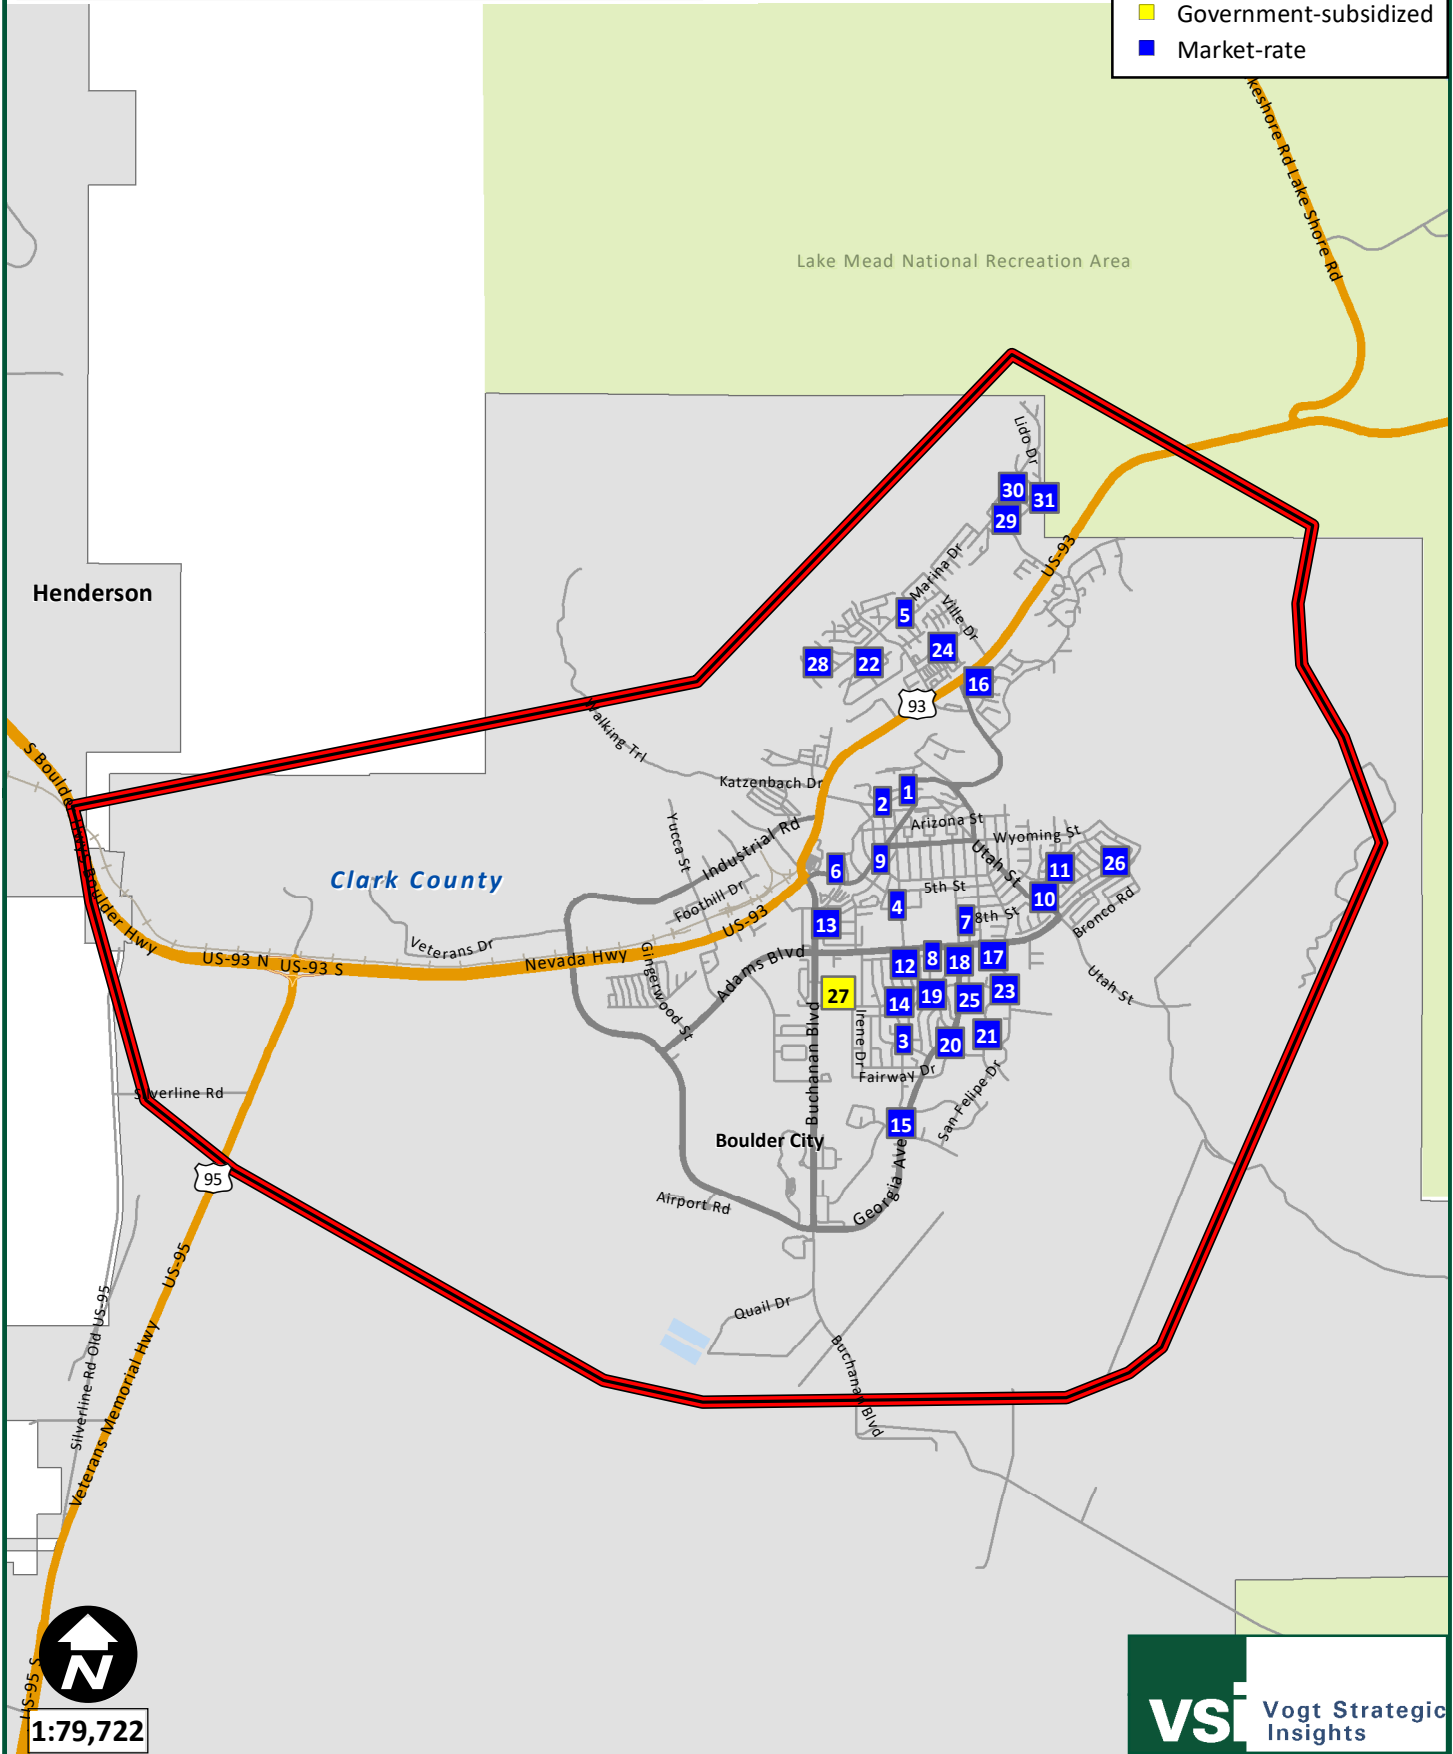 Government-subsidized
Market-rate
keshore Rd Lake Shore Rd
Lake Mead National Recreation Area
Lido Dr
30
31
29
US-93
Henderson
Marina Dr
5
Ville Dr
24
28
22
16
93
S Boulder Hwy
Walking Trl
Katzenbach Dr
1
2
Arizona St
Wyoming St
Industrial Rd
Yucca St
Utah St
9
6
11
26
Clark County
5th St
Foothill Dr
10
4
8th St
7
Bronco Rd
US-93
13
S Boulder Hwy
Veterans Dr
Gingerwood St
Adams Blvd
Nevada Hwy
US-93 N
US-93 S
8
17
12
18
Utah St
27
14
19
25
23
Irene Dr
Buchanan Blvd
3
20
21
Fairway Dr
Silverline Rd
San Felipe Dr
15
Boulder City
95
Georgia Ave
Airport Rd
US-95
Quail Dr
Buchanan Blvd
Silverline Rd Old US-95
Veterans Memorial Hwy
US-95 S
N
1:79,722
vsi
Vogt Strategic
Insights